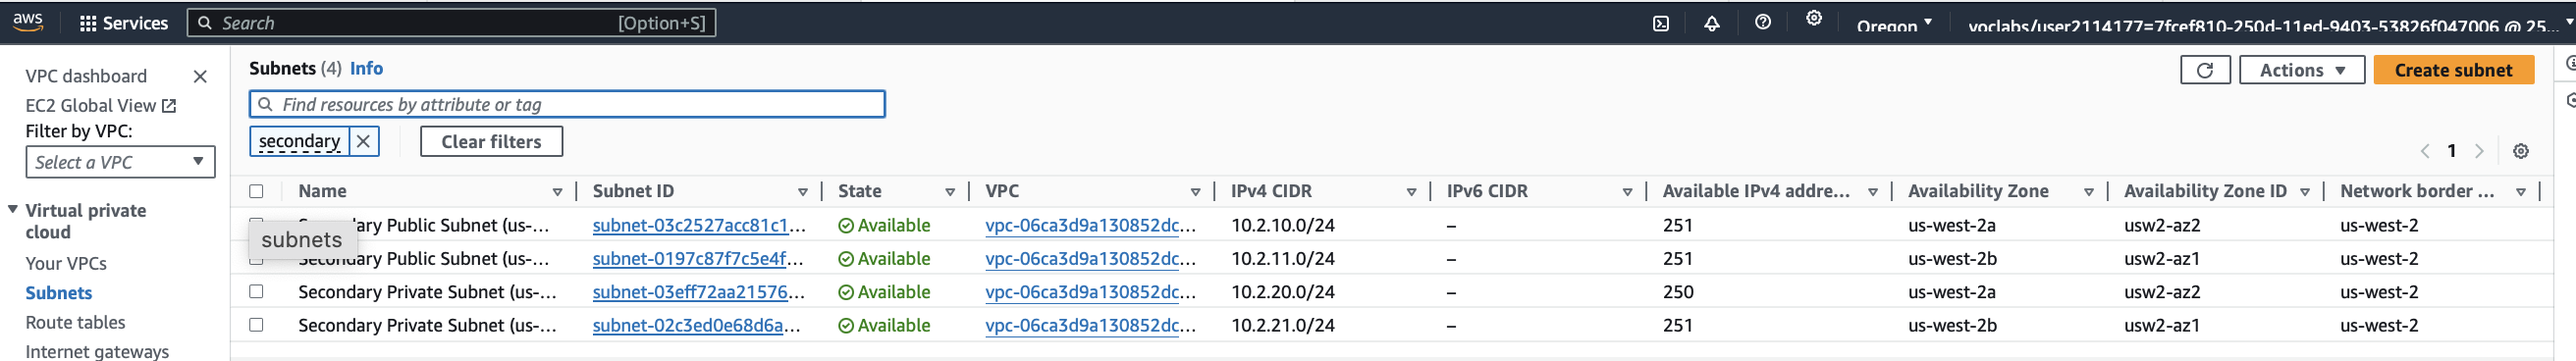 aws Services Search [Option+S] Oregon voclabs/user2114177=7fcef810-250d-11ed-9403-53826f047006 @ 25...
VPC dashboard
EC2 Global View
Filter by VPC:
Select a VPC
Virtual private
cloud
Your VPCs
Subnets
Route tables
Internet gateways
Subnets (4) Info Actions Create subnet
Find resources by attribute or tag
secondary Clear filters
1
Name Subnet ID State VPC IPv4 CIDR IPv6 CIDR Available IPv4 addre... Availability Zone Availability Zone ID Network border ...
Secondary Public Subnet (us-... subnet-03c2527acc81c1... Available vpc-06ca3d9a130852dc... 10.2.10.0/24 – 251 us-west-2a usw2-az2 us-west-2
subnets
Secondary Public Subnet (us-... subnet-0197c87f7c5e4f... Available vpc-06ca3d9a130852dc... 10.2.11.0/24 – 251 us-west-2b usw2-az1 us-west-2
Secondary Private Subnet (us-... subnet-03eff72aa21576... Available vpc-06ca3d9a130852dc... 10.2.20.0/24 – 250 us-west-2a usw2-az2 us-west-2
Secondary Private Subnet (us-... subnet-02c3ed0e68d6a... Available vpc-06ca3d9a130852dc... 10.2.21.0/24 – 251 us-west-2b usw2-az1 us-west-2